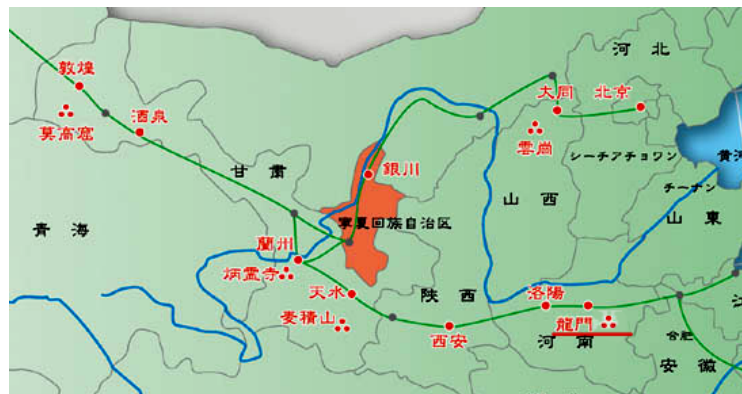 河 北
敦煌
大同
北京
酒泉
莫高窟
雲崗
シーチアチョワン
黄河
甘 粛
銀川
チーナン
山 西
山 東
青 海
寧夏回族自治区
蘭州
炳霊寺
天水
陝 西
洛陽
麦積山
西安
龍門
河 南
合肥
安 徽
江